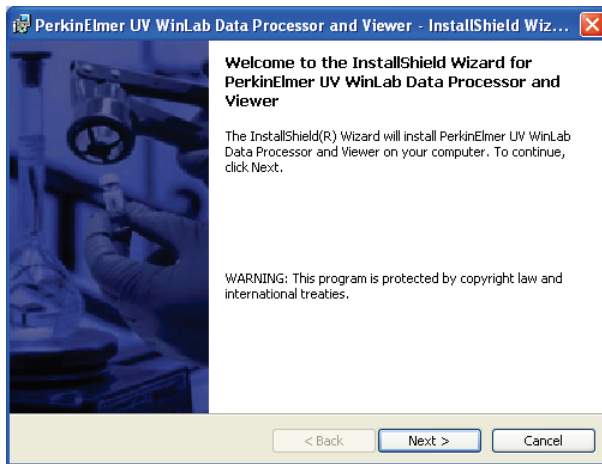 PerkinElmer UV WinLab Data Processor and Viewer - InstallShield Wiz...
Welcome to the InstallShield Wizard for
PerkinElmer UV WinLab Data Processor and
Viewer
The InstallShield(R) Wizard will install PerkinElmer UV WinLab
Data Processor and Viewer on your computer. To continue,
click Next.
WARNING: This program is protected by copyright law and
international treaties.
< Back
Next >
Cancel